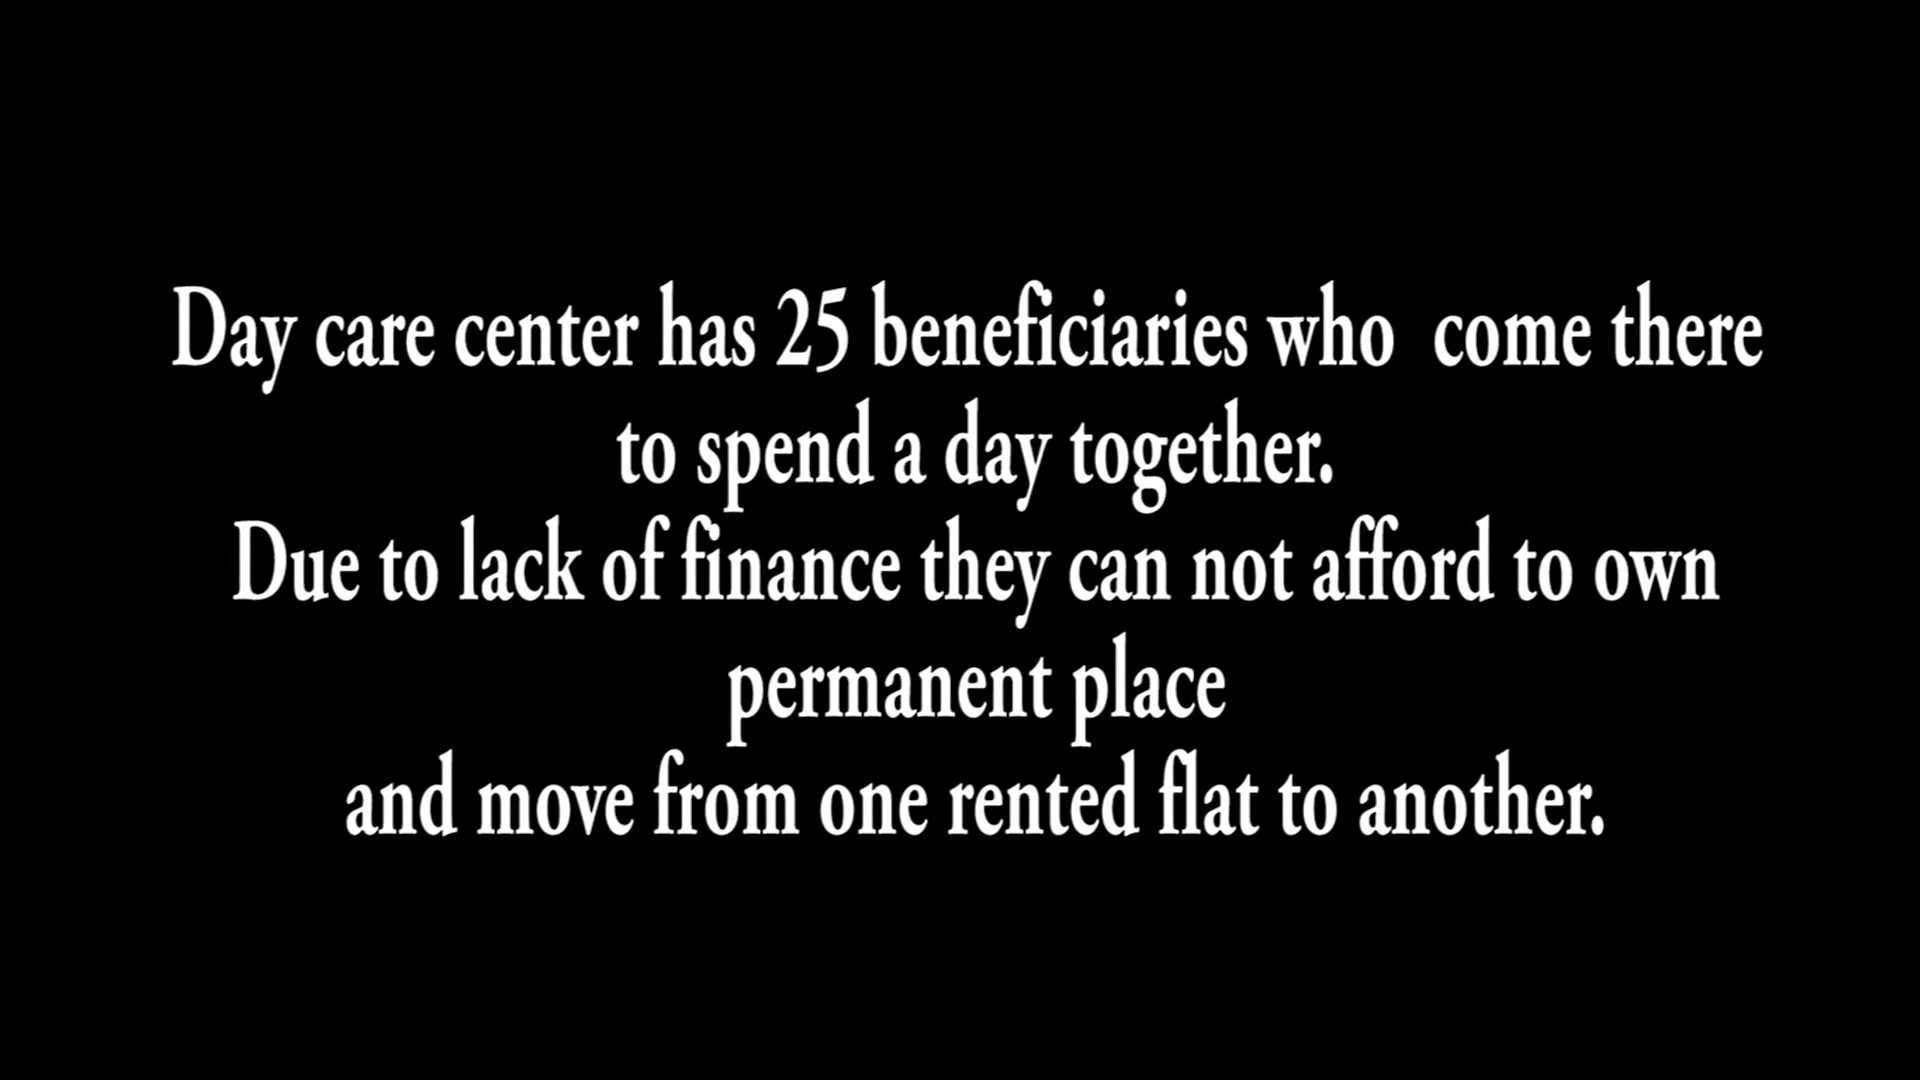 Day care center has 25 beneficiaries who  come there
to spend a day together.
Due to lack of finance they can not afford to own
permanent place
and move from one rented flat to another.